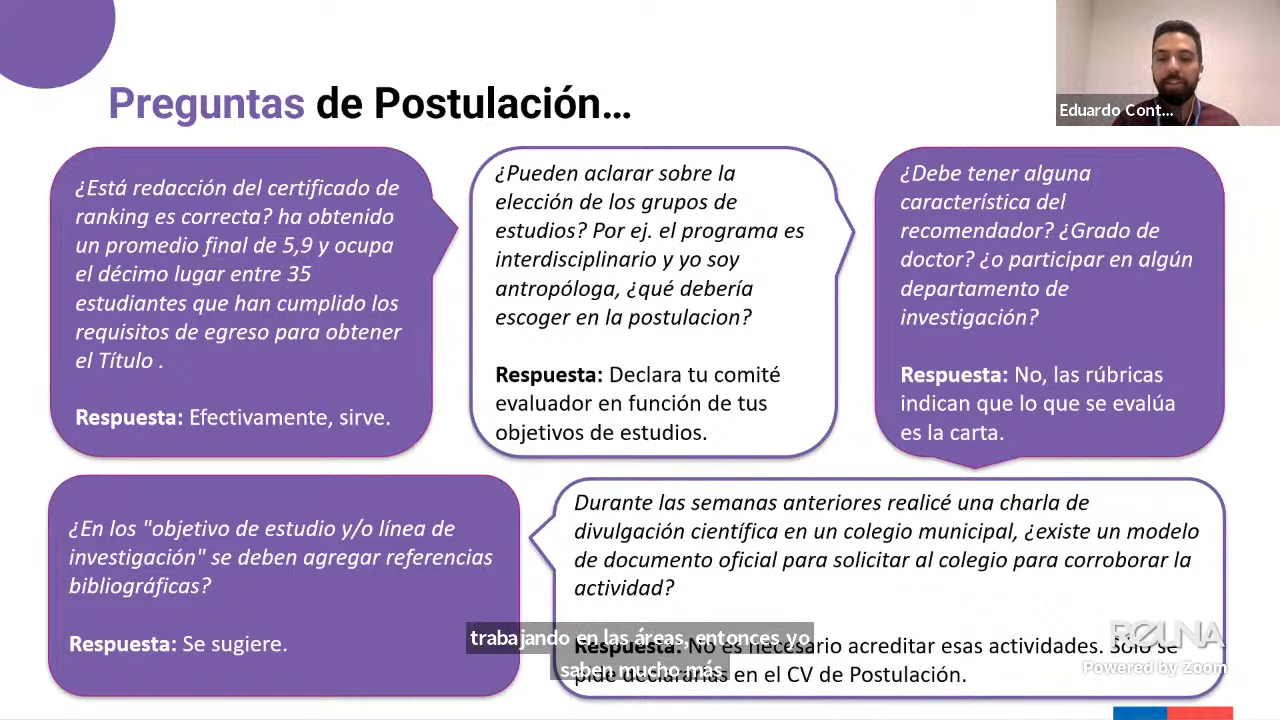 Preguntas de Postulación...
Eduardo Cont...
¿Está redacción del certificado de
ranking es correcta? ha obtenido
un promedio final de 5,9 y ocupa
el décimo lugar entre 35
estudiantes que han cumplido los
requisitos de egreso para obtener
el Título .
Respuesta: Efectivamente, sirve.
¿Pueden aclarar sobre la
elección de los grupos de
estudios? Por ej. el programa es
interdisciplinario y yo soy
antropóloga, ¿qué debería
escoger en la postulacion?
Respuesta: Declara tu comité
evaluador en función de tus
objetivos de estudios.
¿Debe tener alguna
característica del
recomendador? ¿Grado de
doctor? ¿o participar en algún
departamento de
investigación?
Respuesta: No, las rúbricas
indican que lo que se evalúa
es la carta.
¿En los "objetivo de estudio y/o línea de
investigación" se deben agregar referencias
bibliográficas?
Respuesta: Se sugiere.
Durante las semanas anteriores realicé una charla de
divulgación científica en un colegio municipal, ¿existe un modelo
de documento oficial para solicitar al colegio para corroborar la
actividad?
Respuesta: No es necesario acreditar esas actividades. Sólo se
pide declararlas en el CV de Postulación.
trabajando en las áreas, entonces yo
saben mucho más
Powered by Zoom